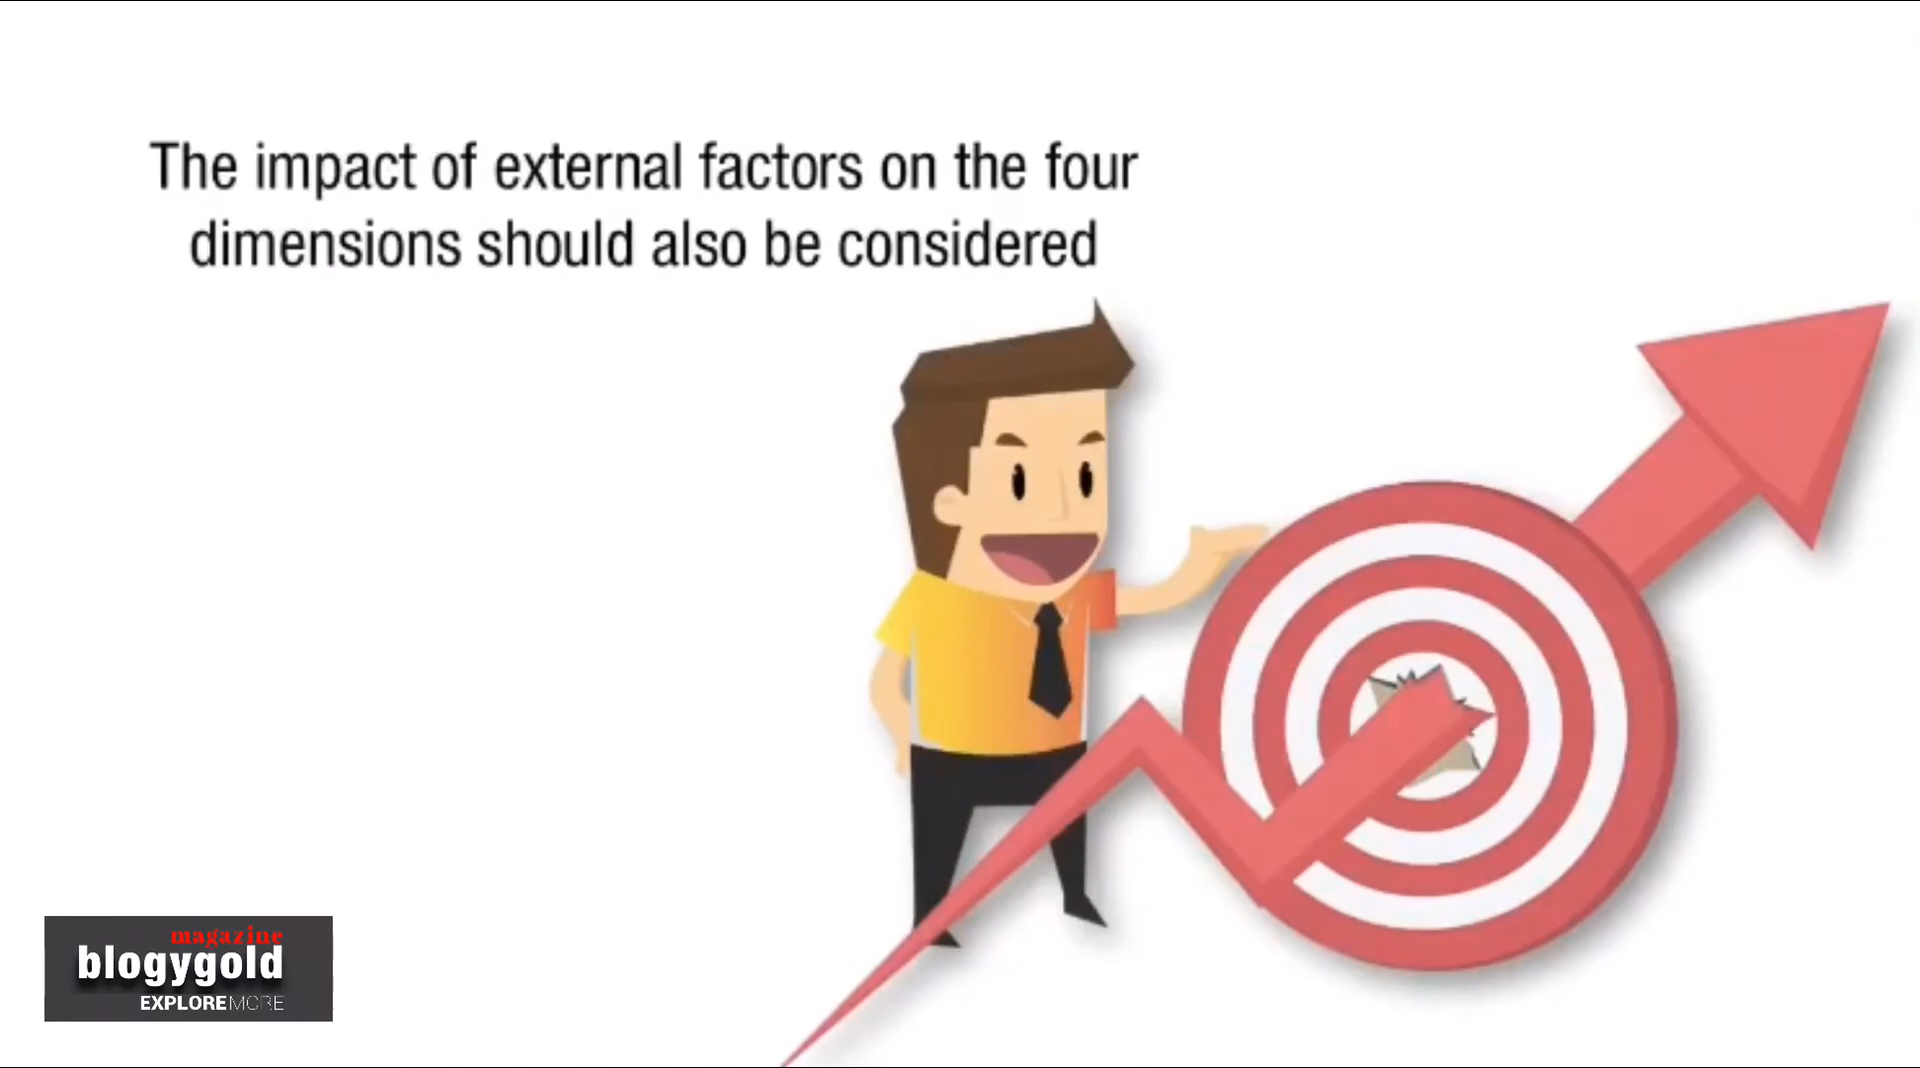 The impact of external factors on the four
dimensions should also be considered
magazine
blogygold
EXPLOREMORE